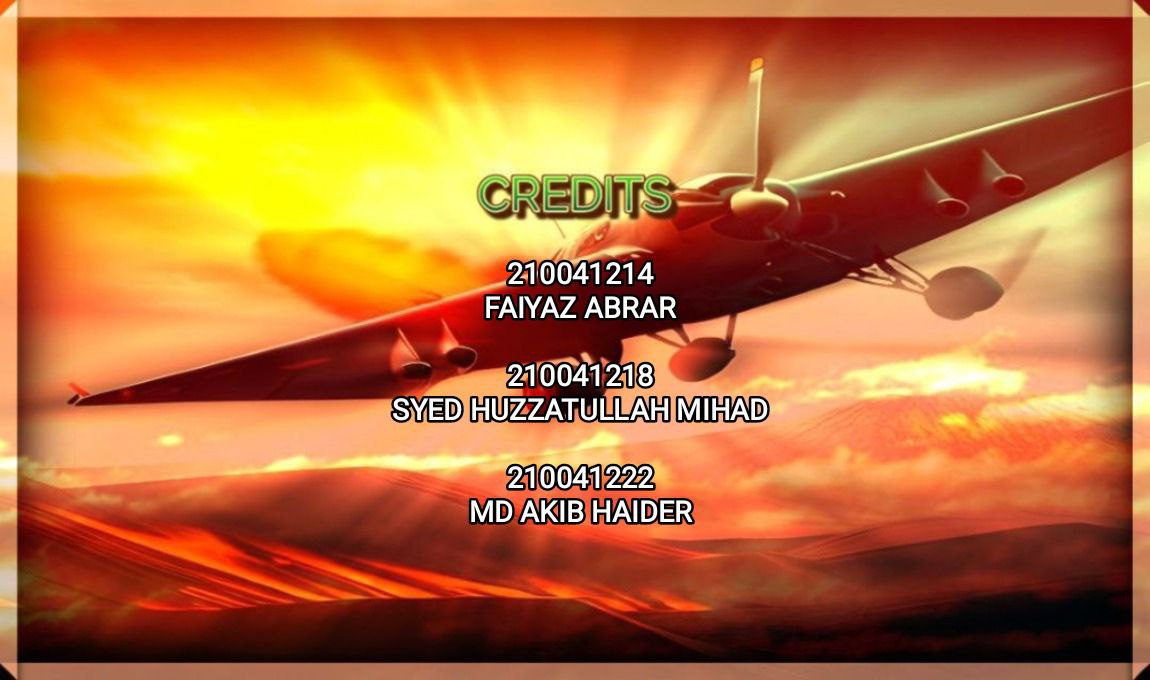 CREDITS
210041214
FAIYAZ ABRAR
210041218
SYED HUZZATULLAH MIHAD
210041222
MD AKIB HAIDER